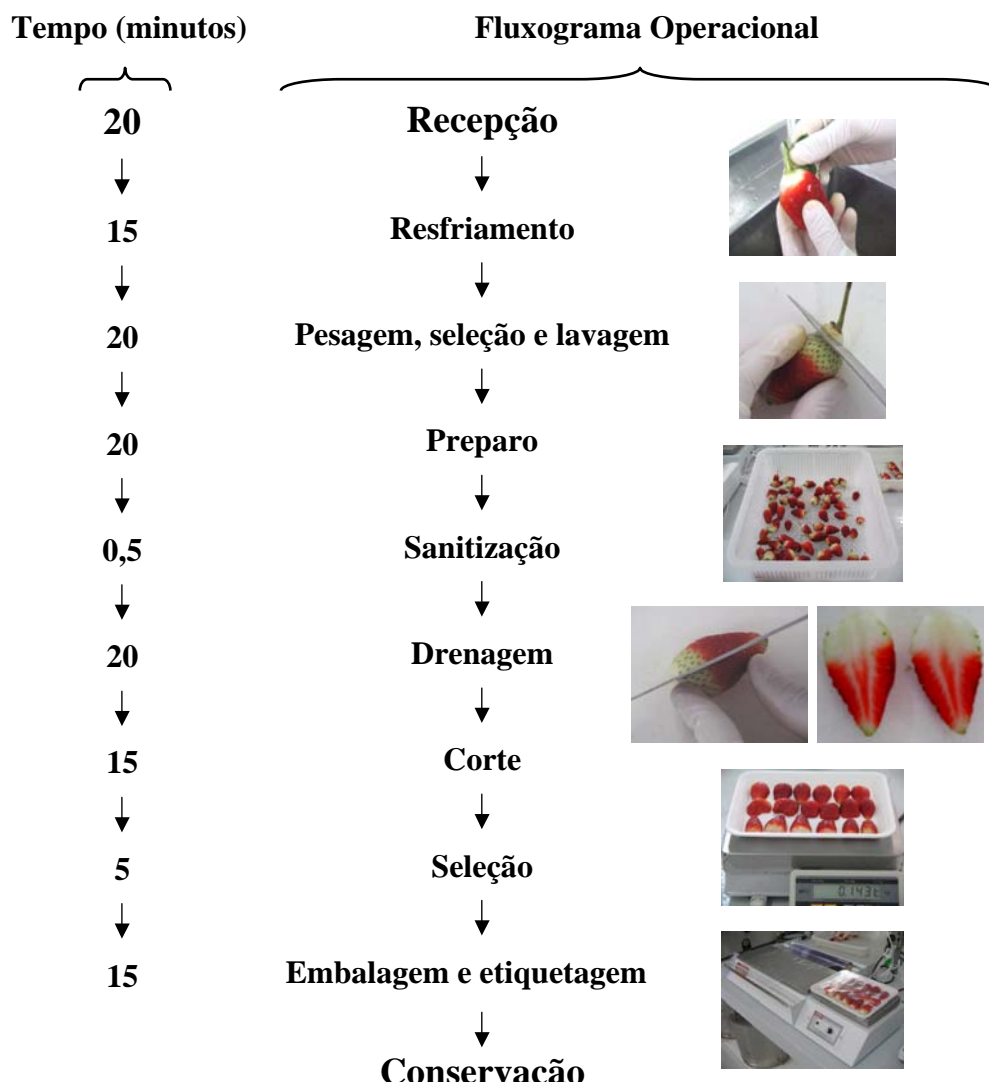 Tempo (minutos) Fluxograma Operacional
20 Recepção
15 Resfriamento
20 Pesagem, seleção e lavagem
20 Preparo
0,5 Sanitização
20 Drenagem
15 Corte
5 Seleção
15 Embalagem e etiquetagem
Conservação